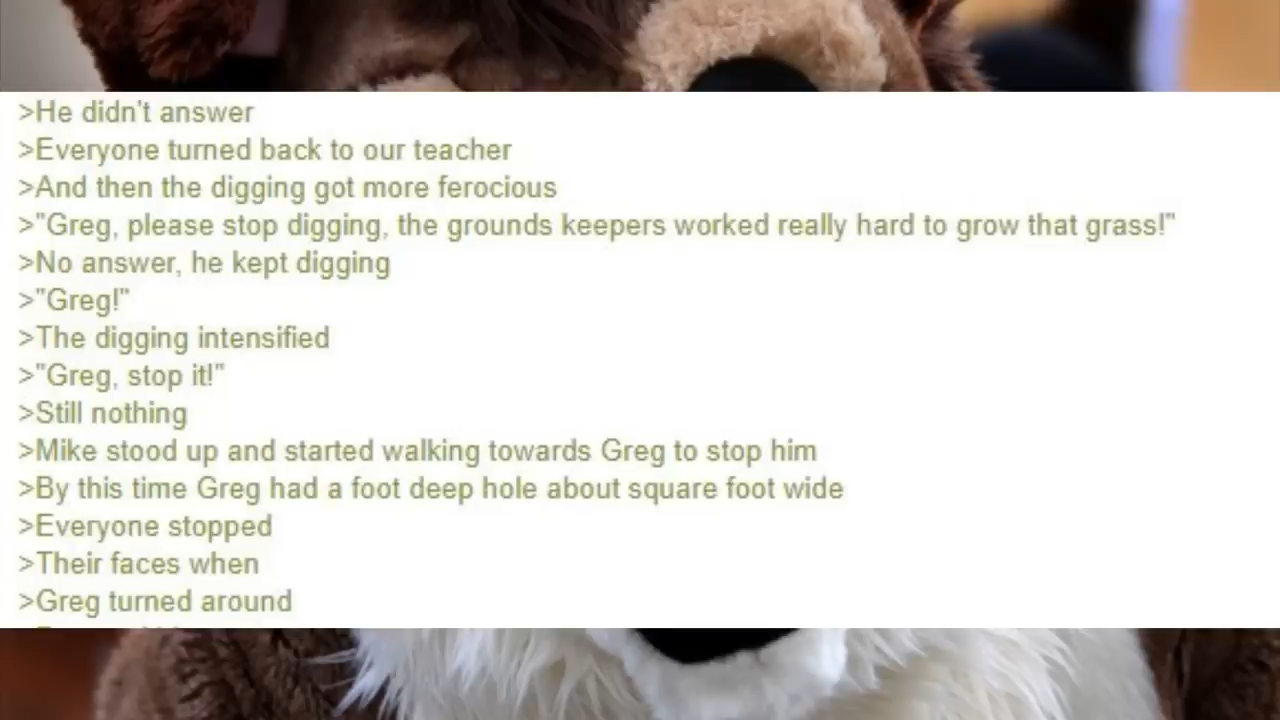 >He didn't answer
>Everyone turned back to our teacher
>And then the digging got more ferocious
>"Greg, please stop digging, the grounds keepers worked really hard to grow that grass!"
>No answer, he kept digging
>"Greg!"
>The digging intensified
>"Greg, stop it!"
>Still nothing
>Mike stood up and started walking towards Greg to stop him
>By this time Greg had a foot deep hole about square foot wide
>Everyone stopped
>Their faces when
>Greg turned around